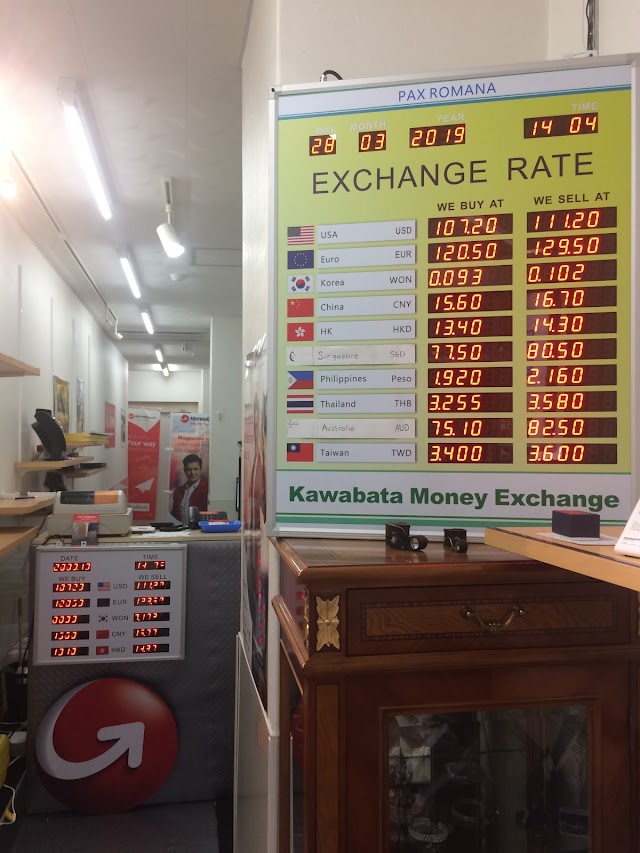 PAX ROMANA
DAY MONTH YEAR TIME
28 03 2019 14 04
EXCHANGE RATE
WE BUY AT WE SELL AT
USA USD 107.20 111.20
Euro EUR 120.50 129.50
Korea WON 0.093 0.102
China CNY 15.60 16.70
HK HKD 13.40 14.30
Singapore SGD 77.50 80.50
Philippines Peso 1.920 2.160
Thailand THB 3.255 3.580
Australia AUD 75.10 82.50
Taiwan TWD 3.400 3.600
Kawabata Money Exchange
Your way
DATE TIME
WE BUY WE SELL
USD
EUR
WON
CNY
HKD